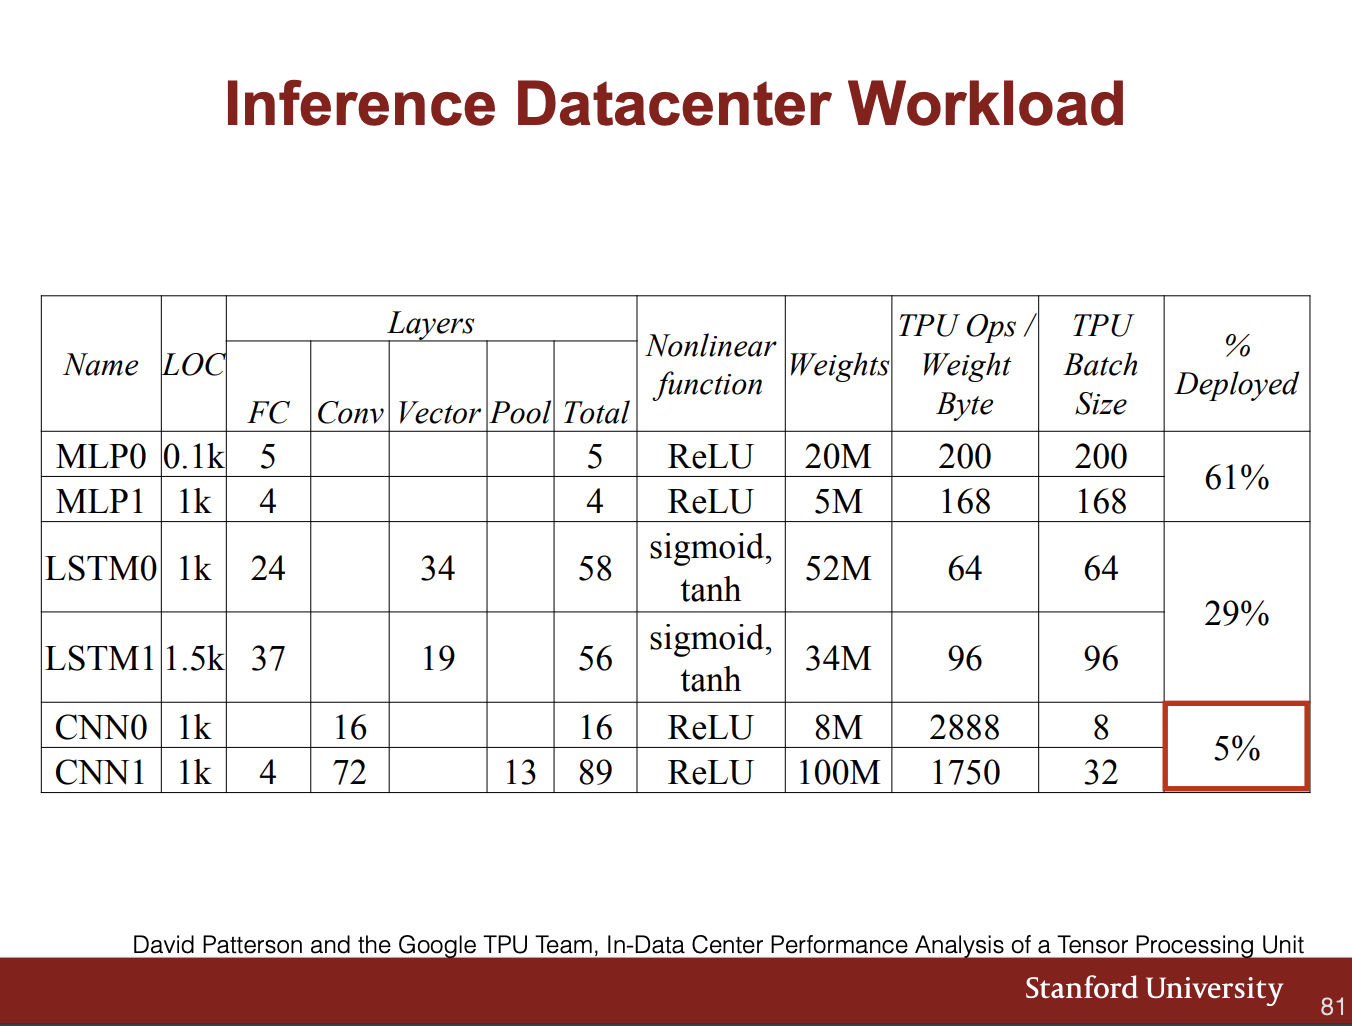 Inference Datacenter Workload
Name LOC Layers Nonlinear function Weights TPU Ops / Weight Byte TPU Batch Size % Deployed
FC Conv Vector Pool Total
MLP0 0.1k 5 5 ReLU 20M 200 200 61%
MLP1 1k 4 4 ReLU 5M 168 168
LSTM0 1k 24 34 58 sigmoid, tanh 52M 64 64 29%
LSTM1 1.5k 37 19 56 sigmoid, tanh 34M 96 96
CNN0 1k 16 16 ReLU 8M 2888 8 5%
CNN1 1k 4 72 13 89 ReLU 100M 1750 32
David Patterson and the Google TPU Team, In-Data Center Performance Analysis of a Tensor Processing Unit
Stanford University
81